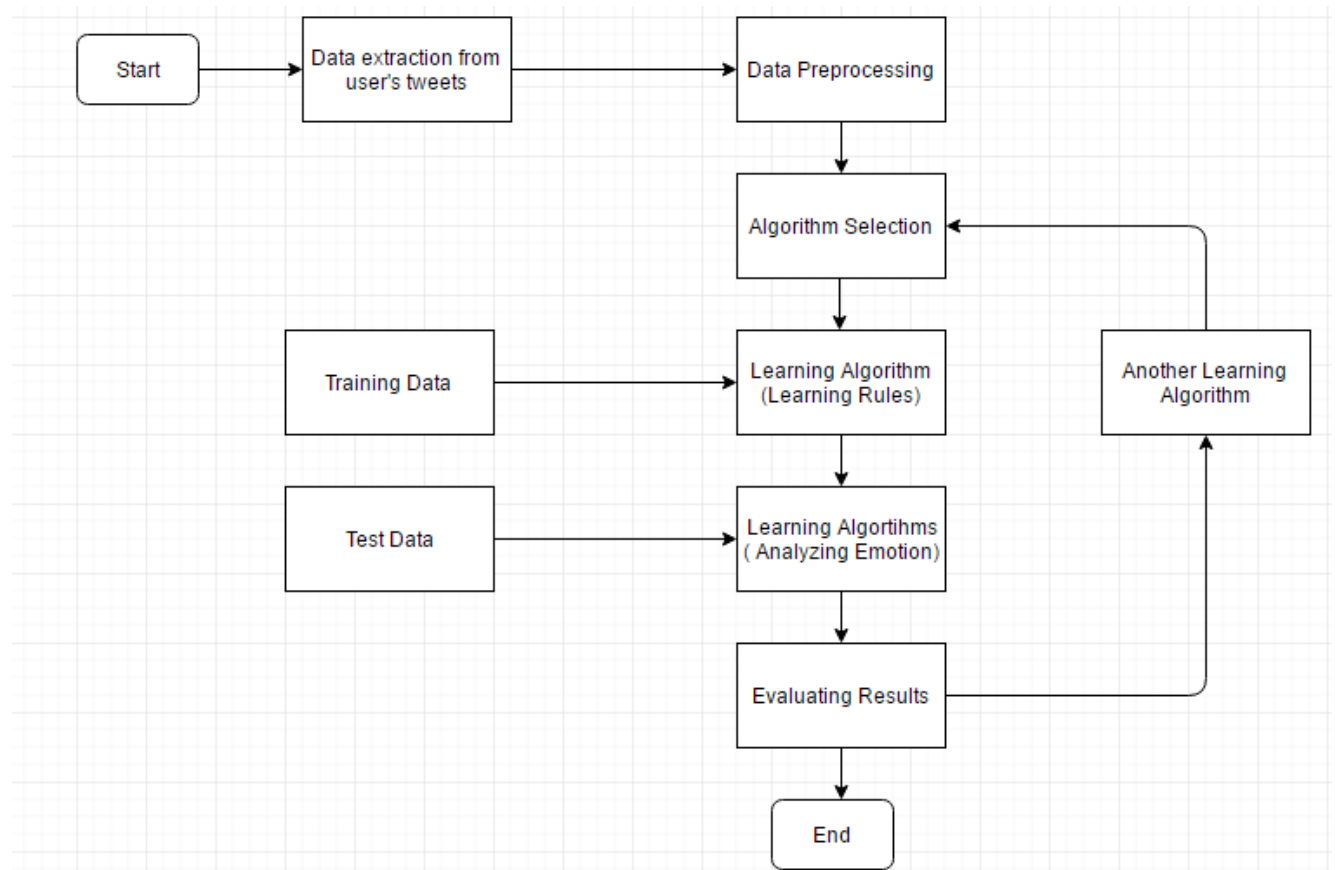 Start
Data extraction from
user's tweets
Data Preprocessing
Algorithm Selection
Training Data
Learning Algorithm
(Learning Rules)
Another Learning
Algorithm
Test Data
Learning Algortihms
( Analyzing Emotion)
Evaluating Results
End